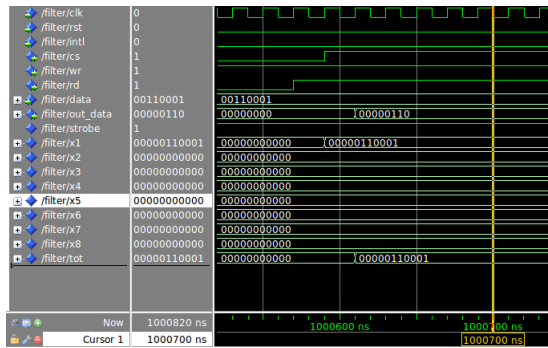 /filter/clk 0
/filter/rst 0
/filter/intl 0
/filter/cs 1
/filter/wr 1
/filter/rd 1
/filter/data 00110001 00110001
/filter/out_data 00000110 00000000 00000110
/filter/strobe 1
/filter/x1 00000110001 00000000000 00000110001
/filter/x2 00000000000 00000000000
/filter/x3 00000000000 00000000000
/filter/x4 00000000000 00000000000
/filter/x5 00000000000 00000000000
/filter/x6 00000000000 00000000000
/filter/x7 00000000000 00000000000
/filter/x8 00000000000 00000000000
/filter/tot 00000110001 00000000000 00000110001
Now 1000820 ns 1000600 ns 1000700 ns
Cursor 1 1000700 ns 1000700 ns